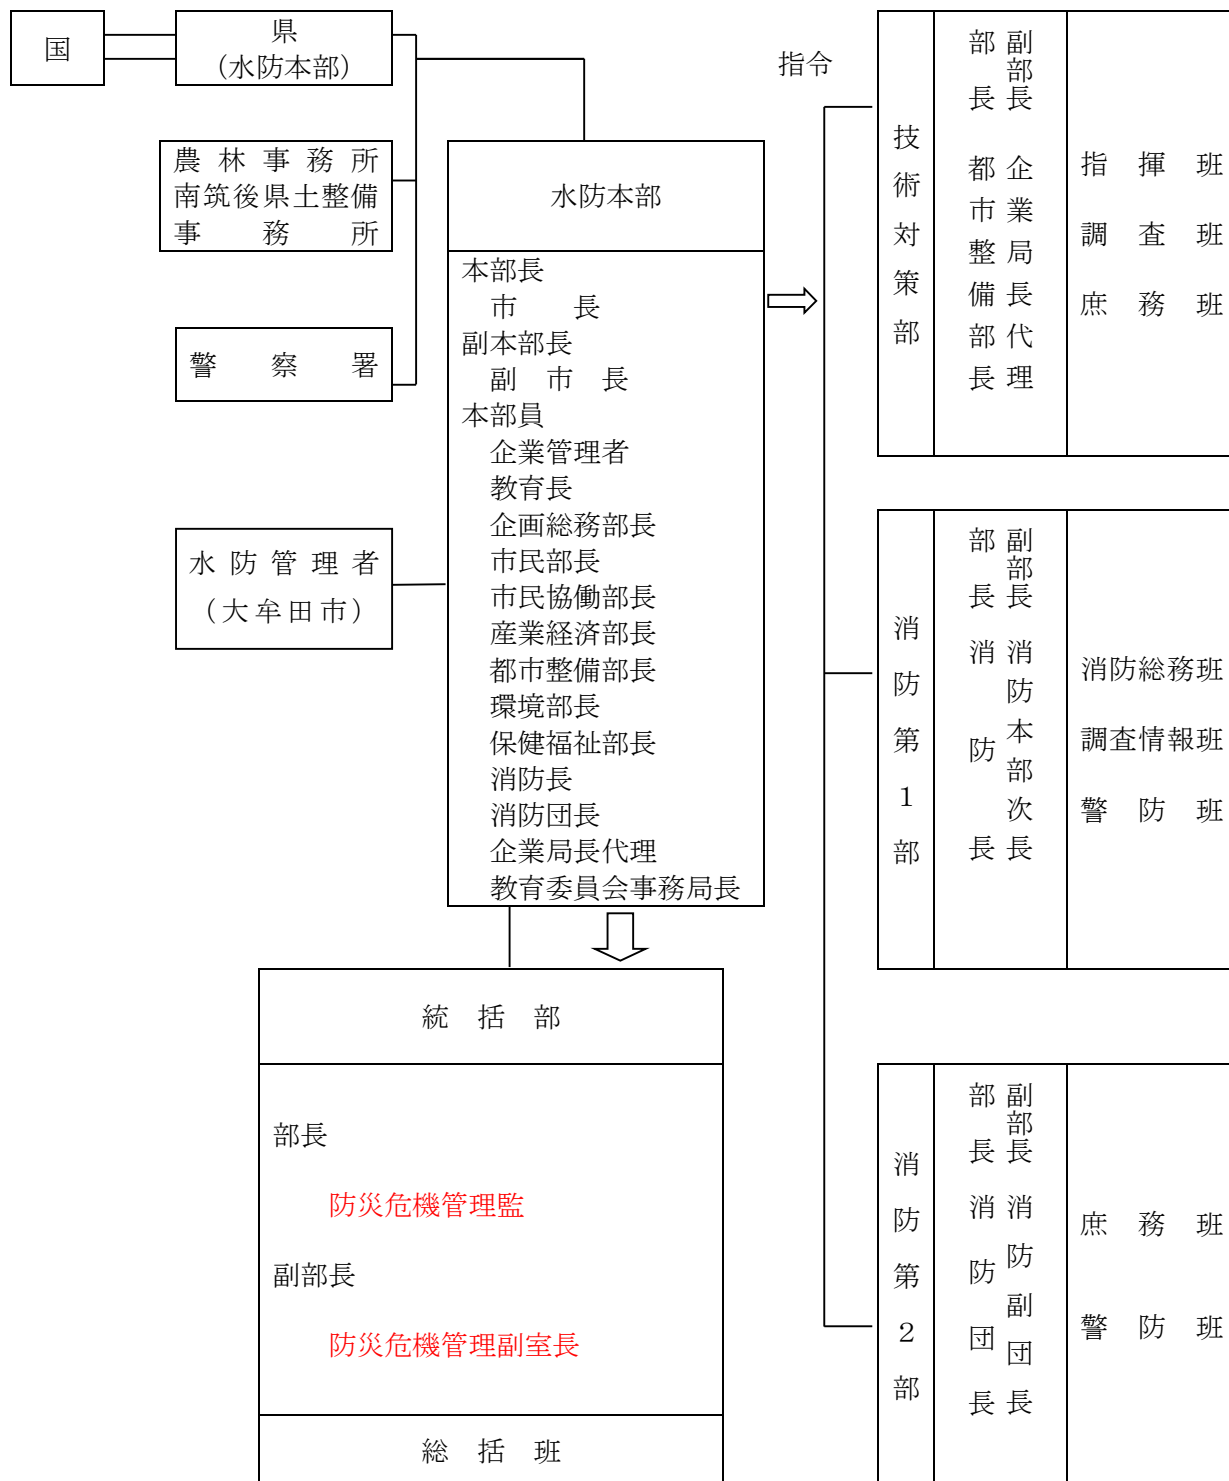 国
県
（水防本部）
農林事務所
南筑後県土整備
事務所
警察署
水防管理者
（大牟田市）
水防本部
本部長
市　　長
副本部長
副　市　長
本部員
企業管理者
教育長
企画総務部長
市民部長
市民協働部長
産業経済部長
都市整備部長
環境部長
保健福祉部長
消防長
消防団長
企業局長代理
教育委員会事務局長
統　括　部
部長
防災危機管理監
副部長
防災危機管理副室長
総　括　班
指令
技術対策部
部長　都市整備部長
副部長　企業局長代理
指　揮　班
調　査　班
庶　務　班
消防第１部
部長　消防長
副部長　消防本部次長
消防総務班
調査情報班
警　防　班
消防第２部
部長　消防団長
副部長　消防副団長
庶　務　班
警　防　班